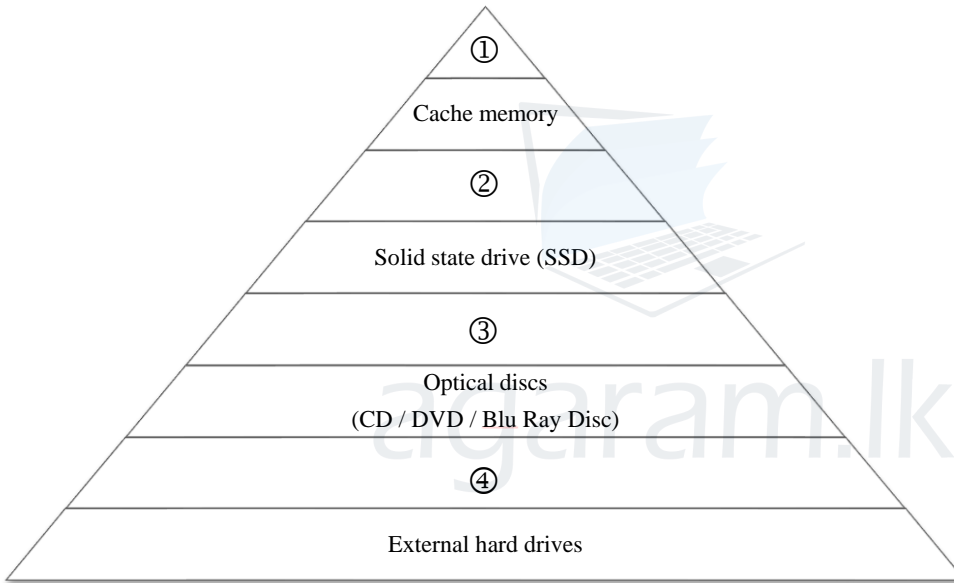 ①
Cache memory
②
Solid state drive (SSD)
③
Optical discs
(CD / DVD / Blu Ray Disc)
agaram.lk
④
External hard drives